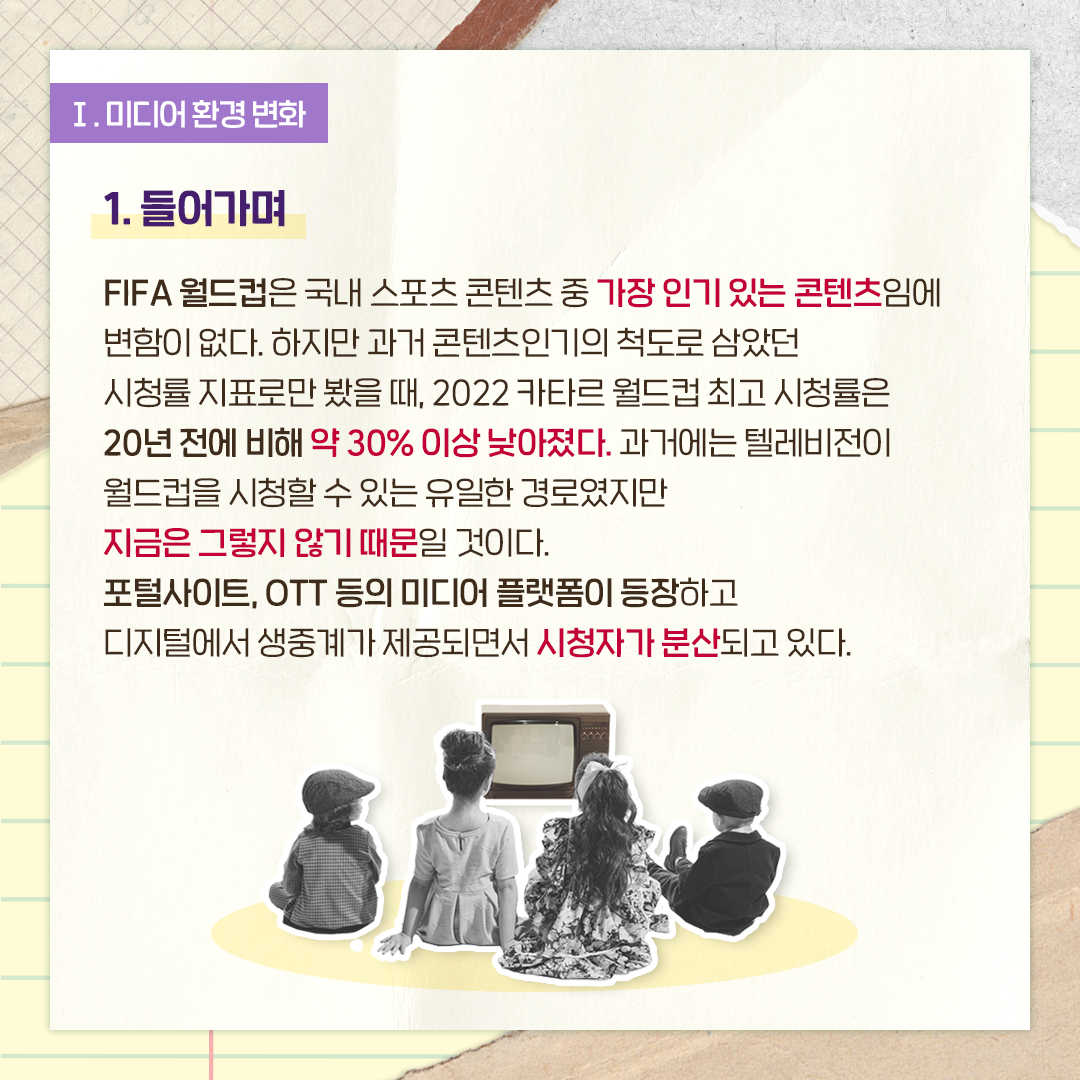 Ⅰ. 미디어 환경 변화
1. 들어가며
FIFA 월드컵은 국내 스포츠 콘텐츠 중 가장 인기 있는 콘텐츠임에
변함이 없다. 하지만 과거 콘텐츠인기의 척도로 삼았던
시청률 지표로만 봤을 때, 2022 카타르 월드컵 최고 시청률은
20년 전에 비해 약 30% 이상 낮아졌다. 과거에는 텔레비전이
월드컵을 시청할 수 있는 유일한 경로였지만
지금은 그렇지 않기 때문일 것이다.
포털사이트, OTT 등의 미디어 플랫폼이 등장하고
디지털에서 생중계가 제공되면서 시청자가 분산되고 있다.